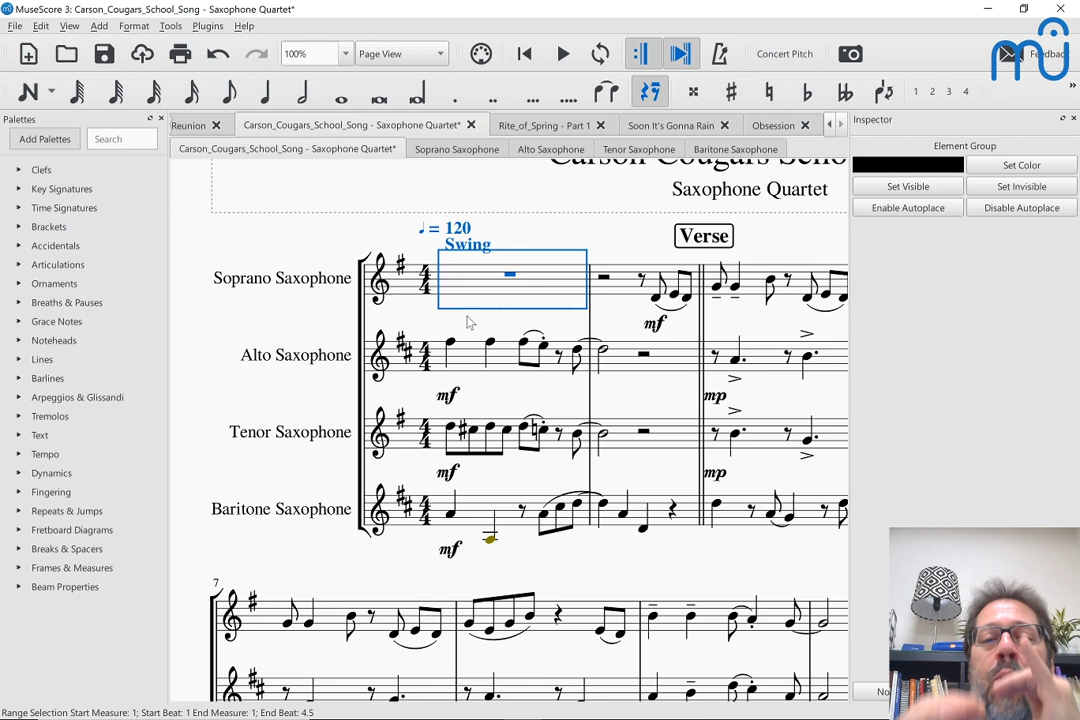 MuseScore 3: Carson_Cougars_School_Song - Saxophone Quartet*
File Edit View Add Format Tools Plugins Help
100% Page View Concert Pitch Feedback
1 2 3 4 »
Palettes
Add Palettes Search
Clefs
Key Signatures
Time Signatures
Brackets
Accidentals
Articulations
Ornaments
Breaths & Pauses
Grace Notes
Noteheads
Lines
Barlines
Arpeggios & Glissandi
Tremolos
Text
Tempo
Dynamics
Fingering
Repeats & Jumps
Fretboard Diagrams
Breaks & Spacers
Frames & Measures
Beam Properties
Reunion Carson_Cougars_School_Song - Saxophone Quartet* Rite_of_Spring - Part 1 Soon It's Gonna Rain Obsession
Carson_Cougars_School_Song - Saxophone Quartet* Soprano Saxophone Alto Saxophone Tenor Saxophone Baritone Saxophone
Carson Cougars Scho
Saxophone Quartet
♩ = 120
Swing
Verse
Soprano Saxophone
mf
Alto Saxophone
mf mp
Tenor Saxophone
mf mp
Baritone Saxophone
mf
7
Inspector
Element Group
Set Color
Set Visible Set Invisible
Enable Autoplace Disable Autoplace
Range Selection Start Measure: 1; Start Beat: 1 End Measure: 1; End Beat: 4.5